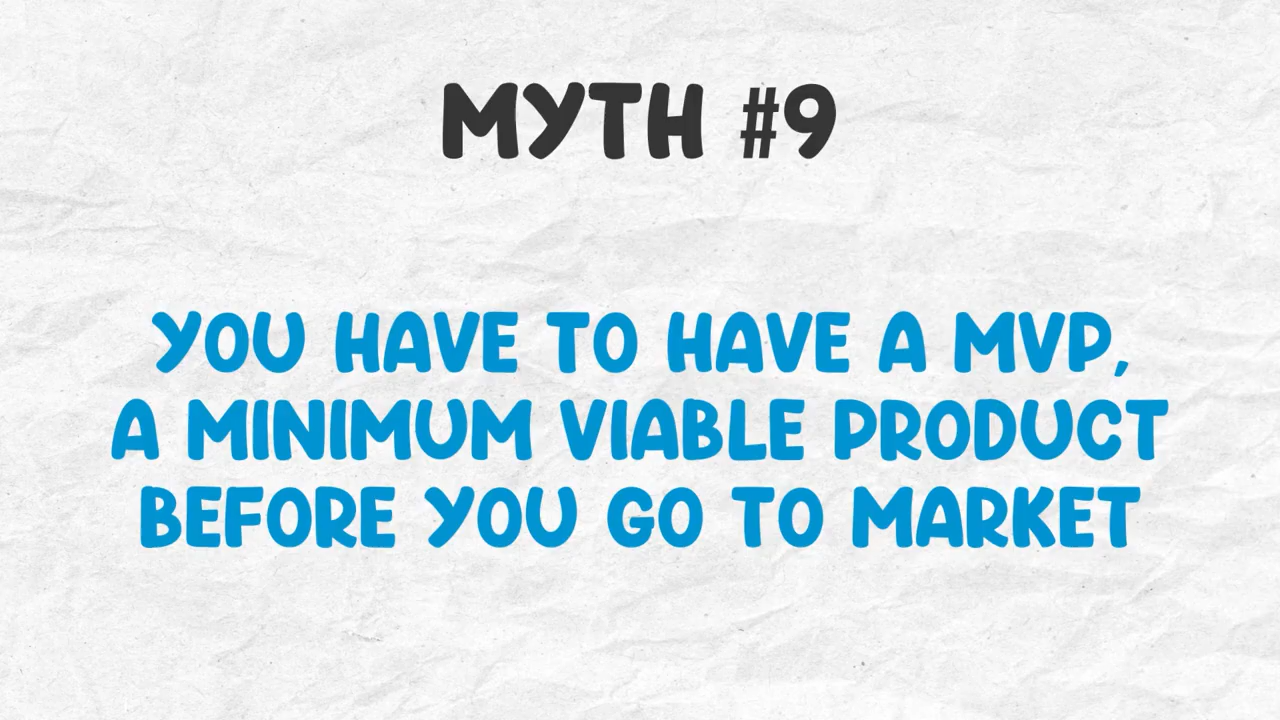 MYTH #9
YOU HAVE TO HAVE A MVP,
A MINIMUM VIABLE PRODUCT
BEFORE YOU GO TO MARKET